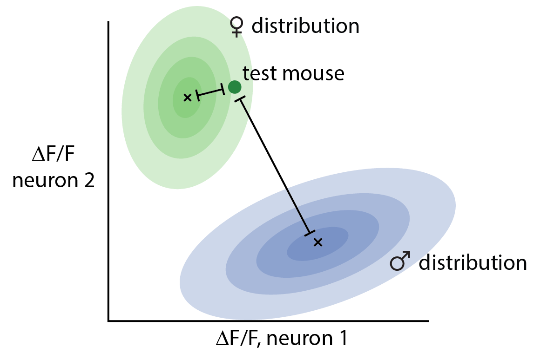 ♀ distribution
test mouse
ΔF/F
neuron 2
♂ distribution
ΔF/F, neuron 1